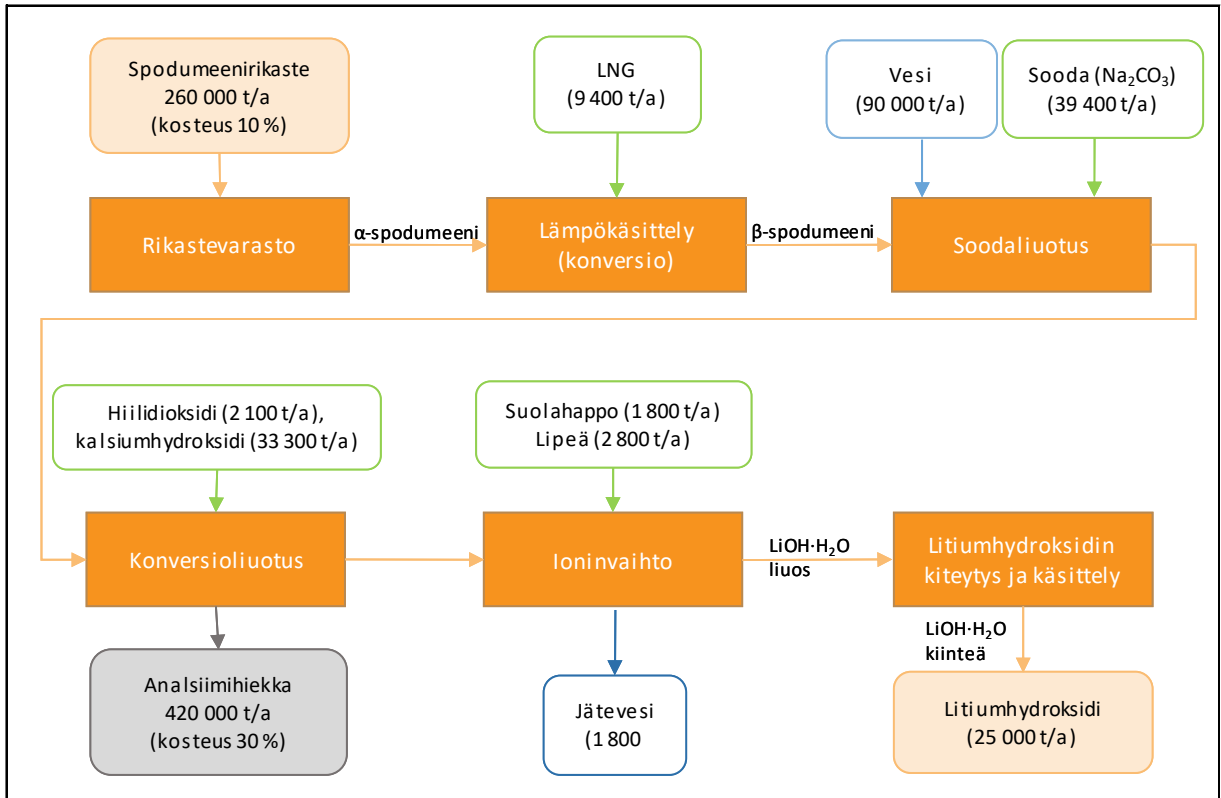 Spodumeenirikaste
260 000 t/a
(kosteus 10 %)
LNG
(9 400 t/a)
Vesi
(90 000 t/a)
Sooda (Na₂CO₃)
(39 400 t/a)
Rikastevarasto
α-spodumeeni
Lämpökäsittely
(konversio)
β-spodumeeni
Soodaliuotus
Hiilidioksidi (2 100 t/a),
kalsiumhydroksidi (33 300 t/a)
Suolahappo (1 800 t/a)
Lipeä (2 800 t/a)
Konversioliuotus
Ioninvaihto
LiOH·H₂O
liuos
Litiumhydroksidin
kiteytys ja käsittely
LiOH·H₂O
kiinteä
Analsiimihiekka
420 000 t/a
(kosteus 30 %)
Jätevesi
(1 800
Litiumhydroksidi
(25 000 t/a)